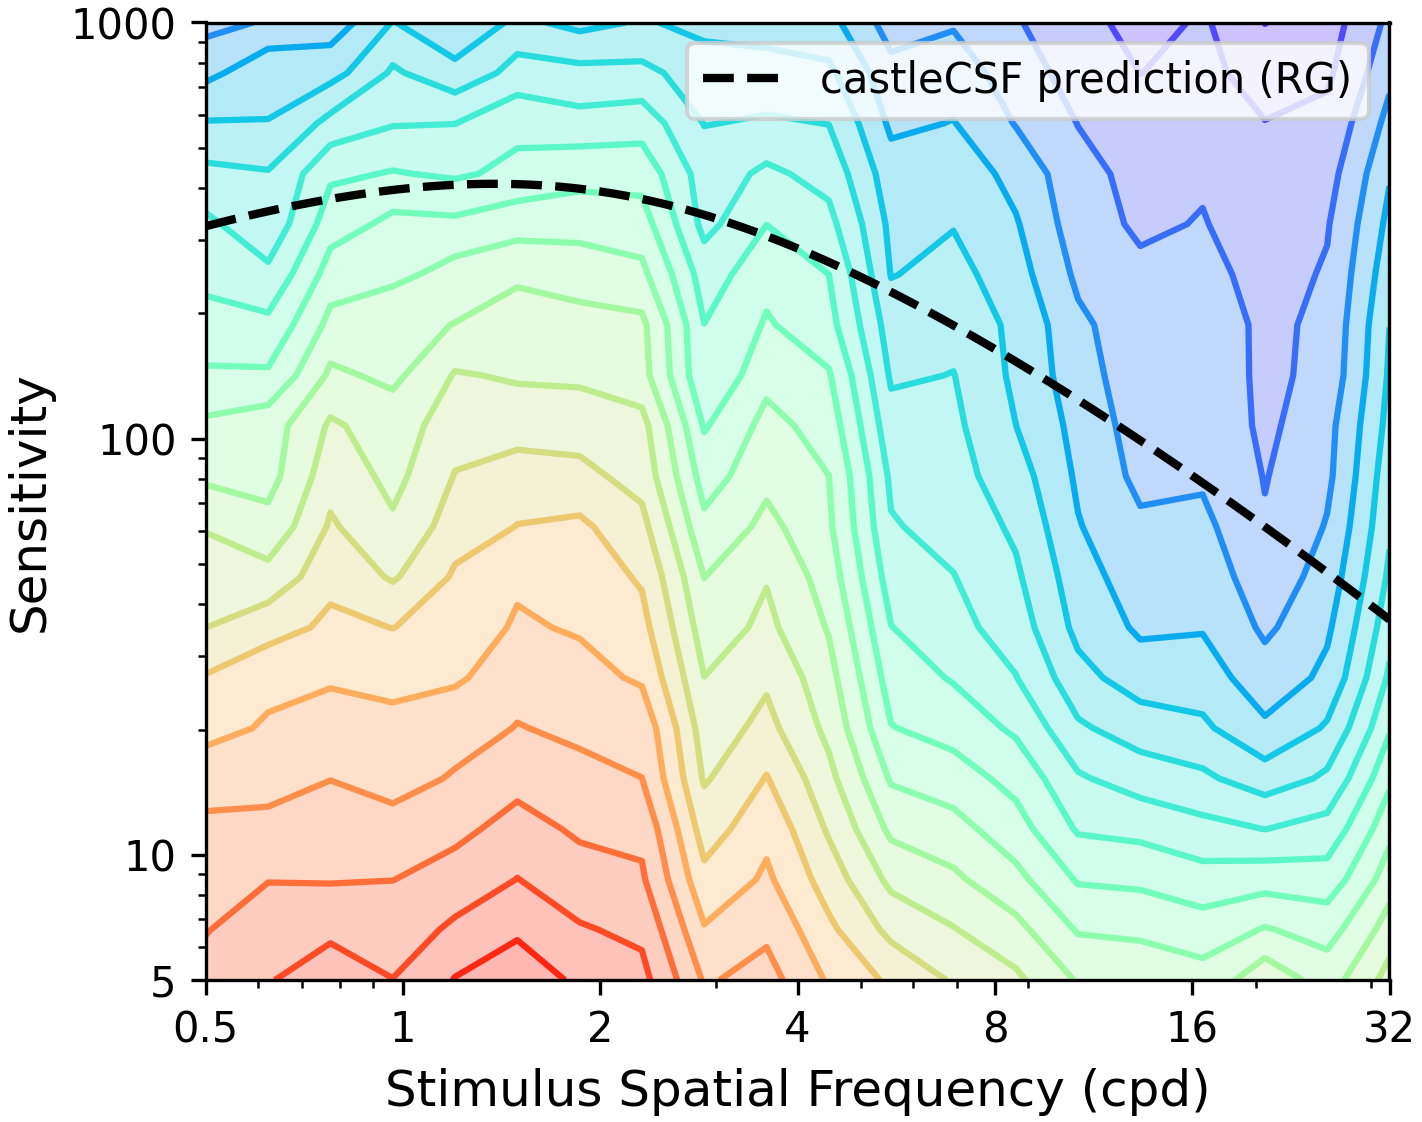 1000
castleCSF prediction (RG)
100
Sensitivity
10
5
0.5 1 2 4 8 16 32
Stimulus Spatial Frequency (cpd)